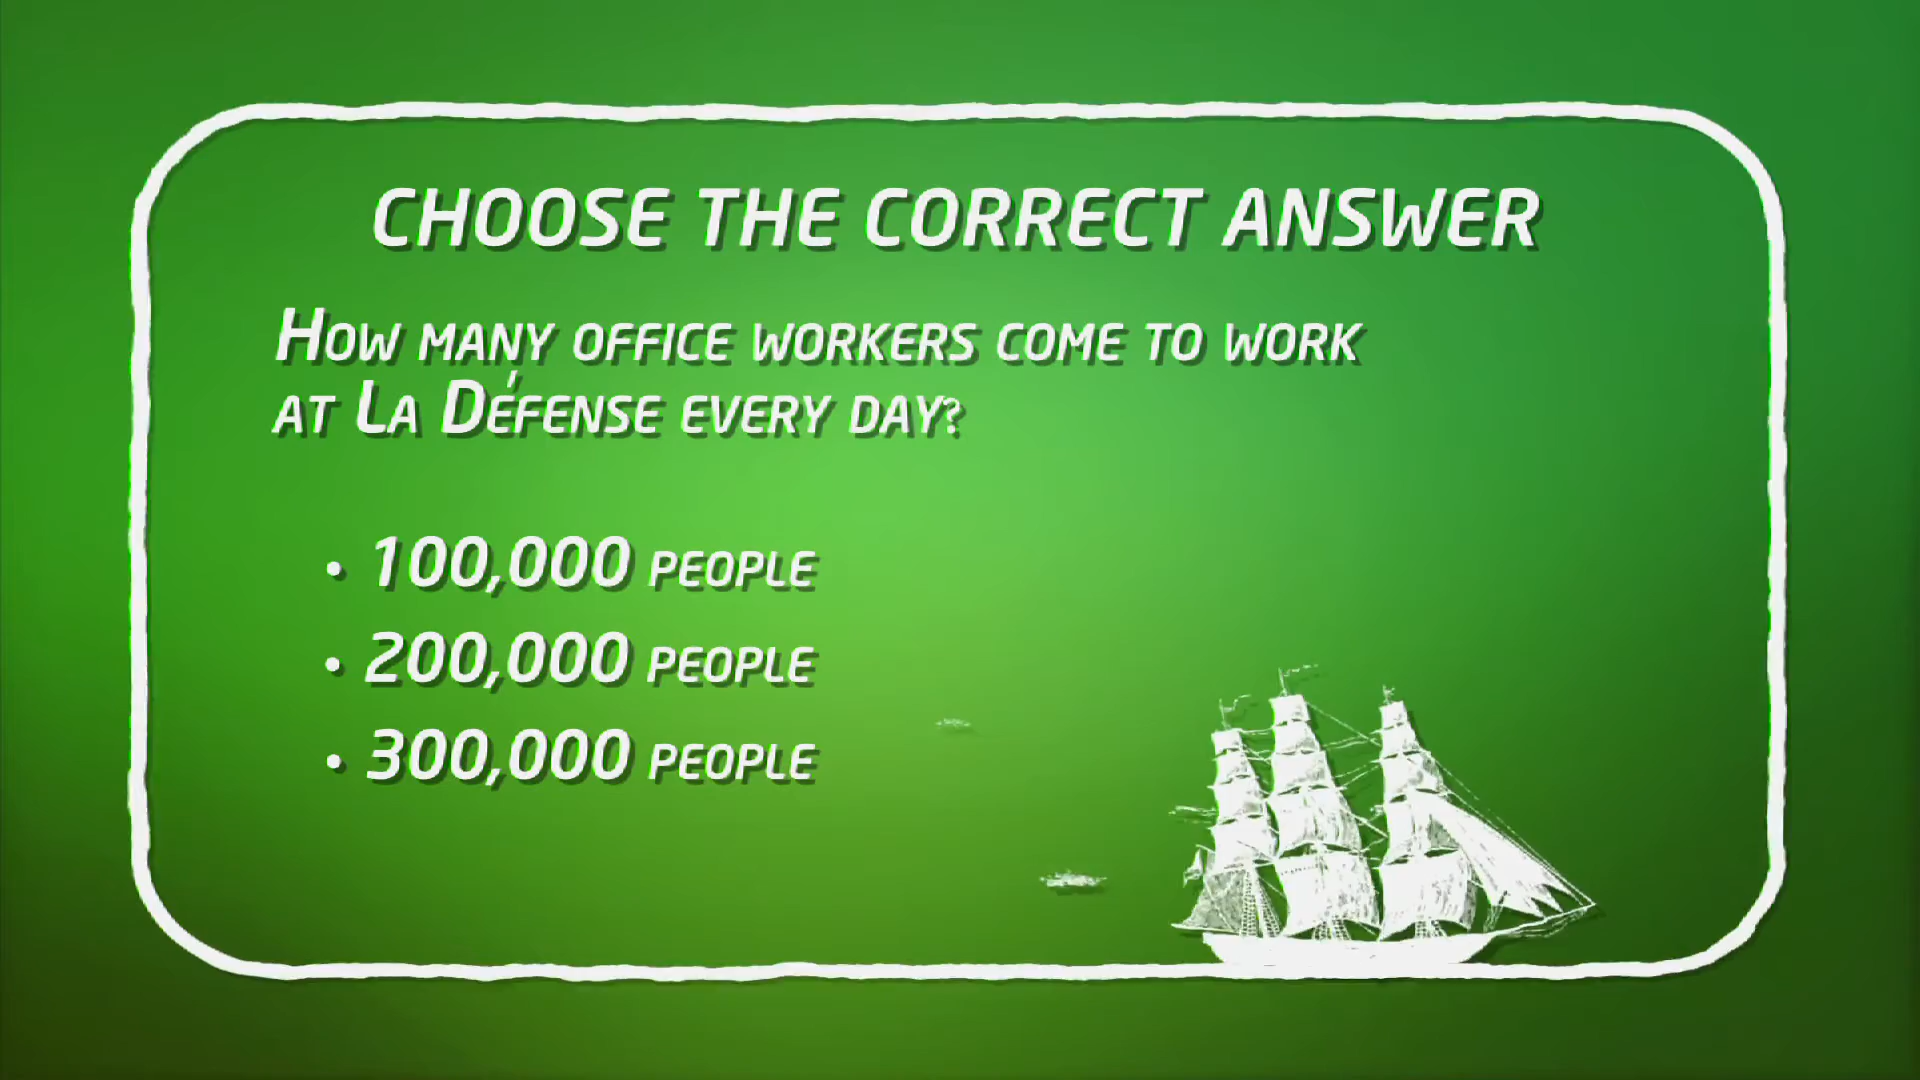 CHOOSE THE CORRECT ANSWER
HOW MANY OFFICE WORKERS COME TO WORK
AT LA DÉFENSE EVERY DAY?
• 100,000 PEOPLE
• 200,000 PEOPLE
• 300,000 PEOPLE